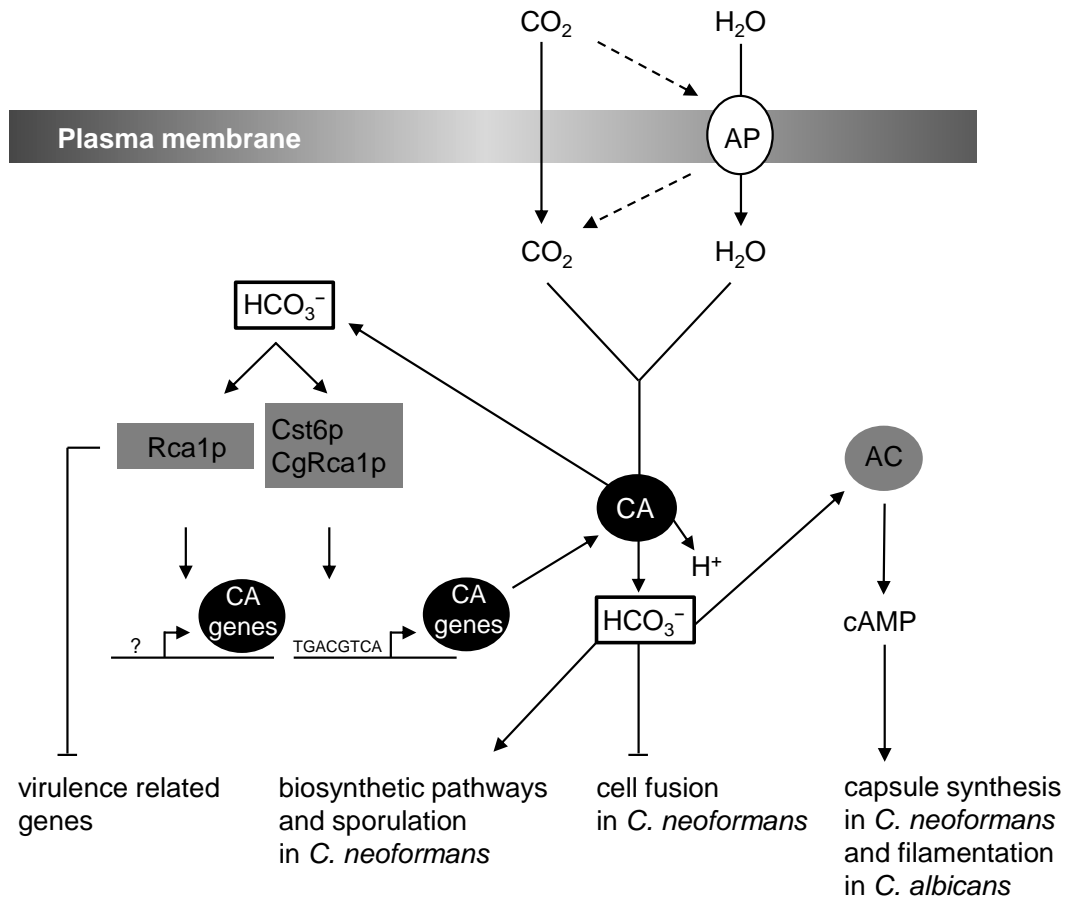 CO₂
H₂O
Plasma membrane
AP
CO₂
H₂O
HCO₃⁻
Rca1p
Cst6p
CgRca1p
AC
CA
H⁺
CA
genes
?
CA
genes
TGACGTCA
HCO₃⁻
cAMP
virulence related
genes
biosynthetic pathways
and sporulation
in C. neoformans
cell fusion
in C. neoformans
capsule synthesis
in C. neoformans
and filamentation
in C. albicans